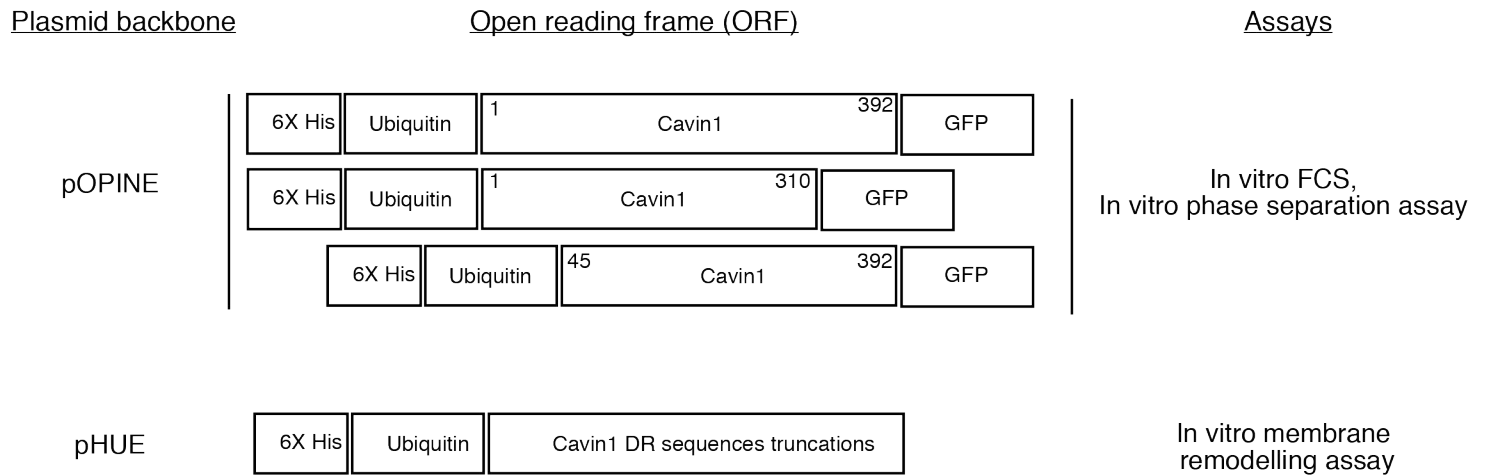 Plasmid backbone Open reading frame (ORF) Assays
6X His Ubiquitin 1 Cavin1 392 GFP
pOPINE
6X His Ubiquitin 1 Cavin1 310 GFP
In vitro FCS,
In vitro phase separation assay
6X His Ubiquitin 45 Cavin1 392 GFP
pHUE
6X His Ubiquitin Cavin1 DR sequences truncations
In vitro membrane
remodelling assay